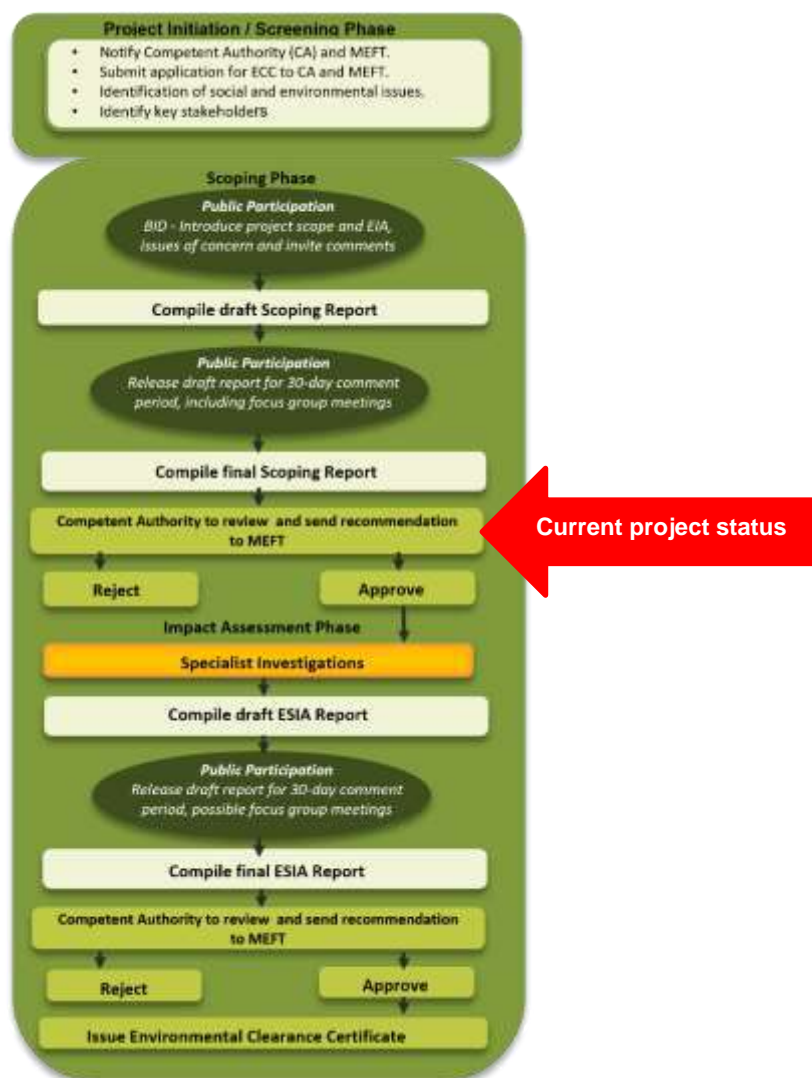 Project Initiation / Screening Phase
• Notify Competent Authority (CA) and MEFT.
• Submit application for ECC to CA and MEFT.
• Identification of social and environmental issues.
• Identify key stakeholders
Scoping Phase
Public Participation
BID - Introduce project scope and EIA,
issues of concern and invite comments
Compile draft Scoping Report
Public Participation
Release draft report for 30-day comment
period, including focus group meetings
Compile final Scoping Report
Competent Authority to review and send recommendation
to MEFT
Current project status
Reject
Approve
Impact Assessment Phase
Specialist Investigations
Compile draft ESIA Report
Public Participation
Release draft report for 30-day comment
period, possible focus group meetings
Compile final ESIA Report
Competent Authority to review and send recommendation
to MEFT
Reject
Approve
Issue Environmental Clearance Certificate